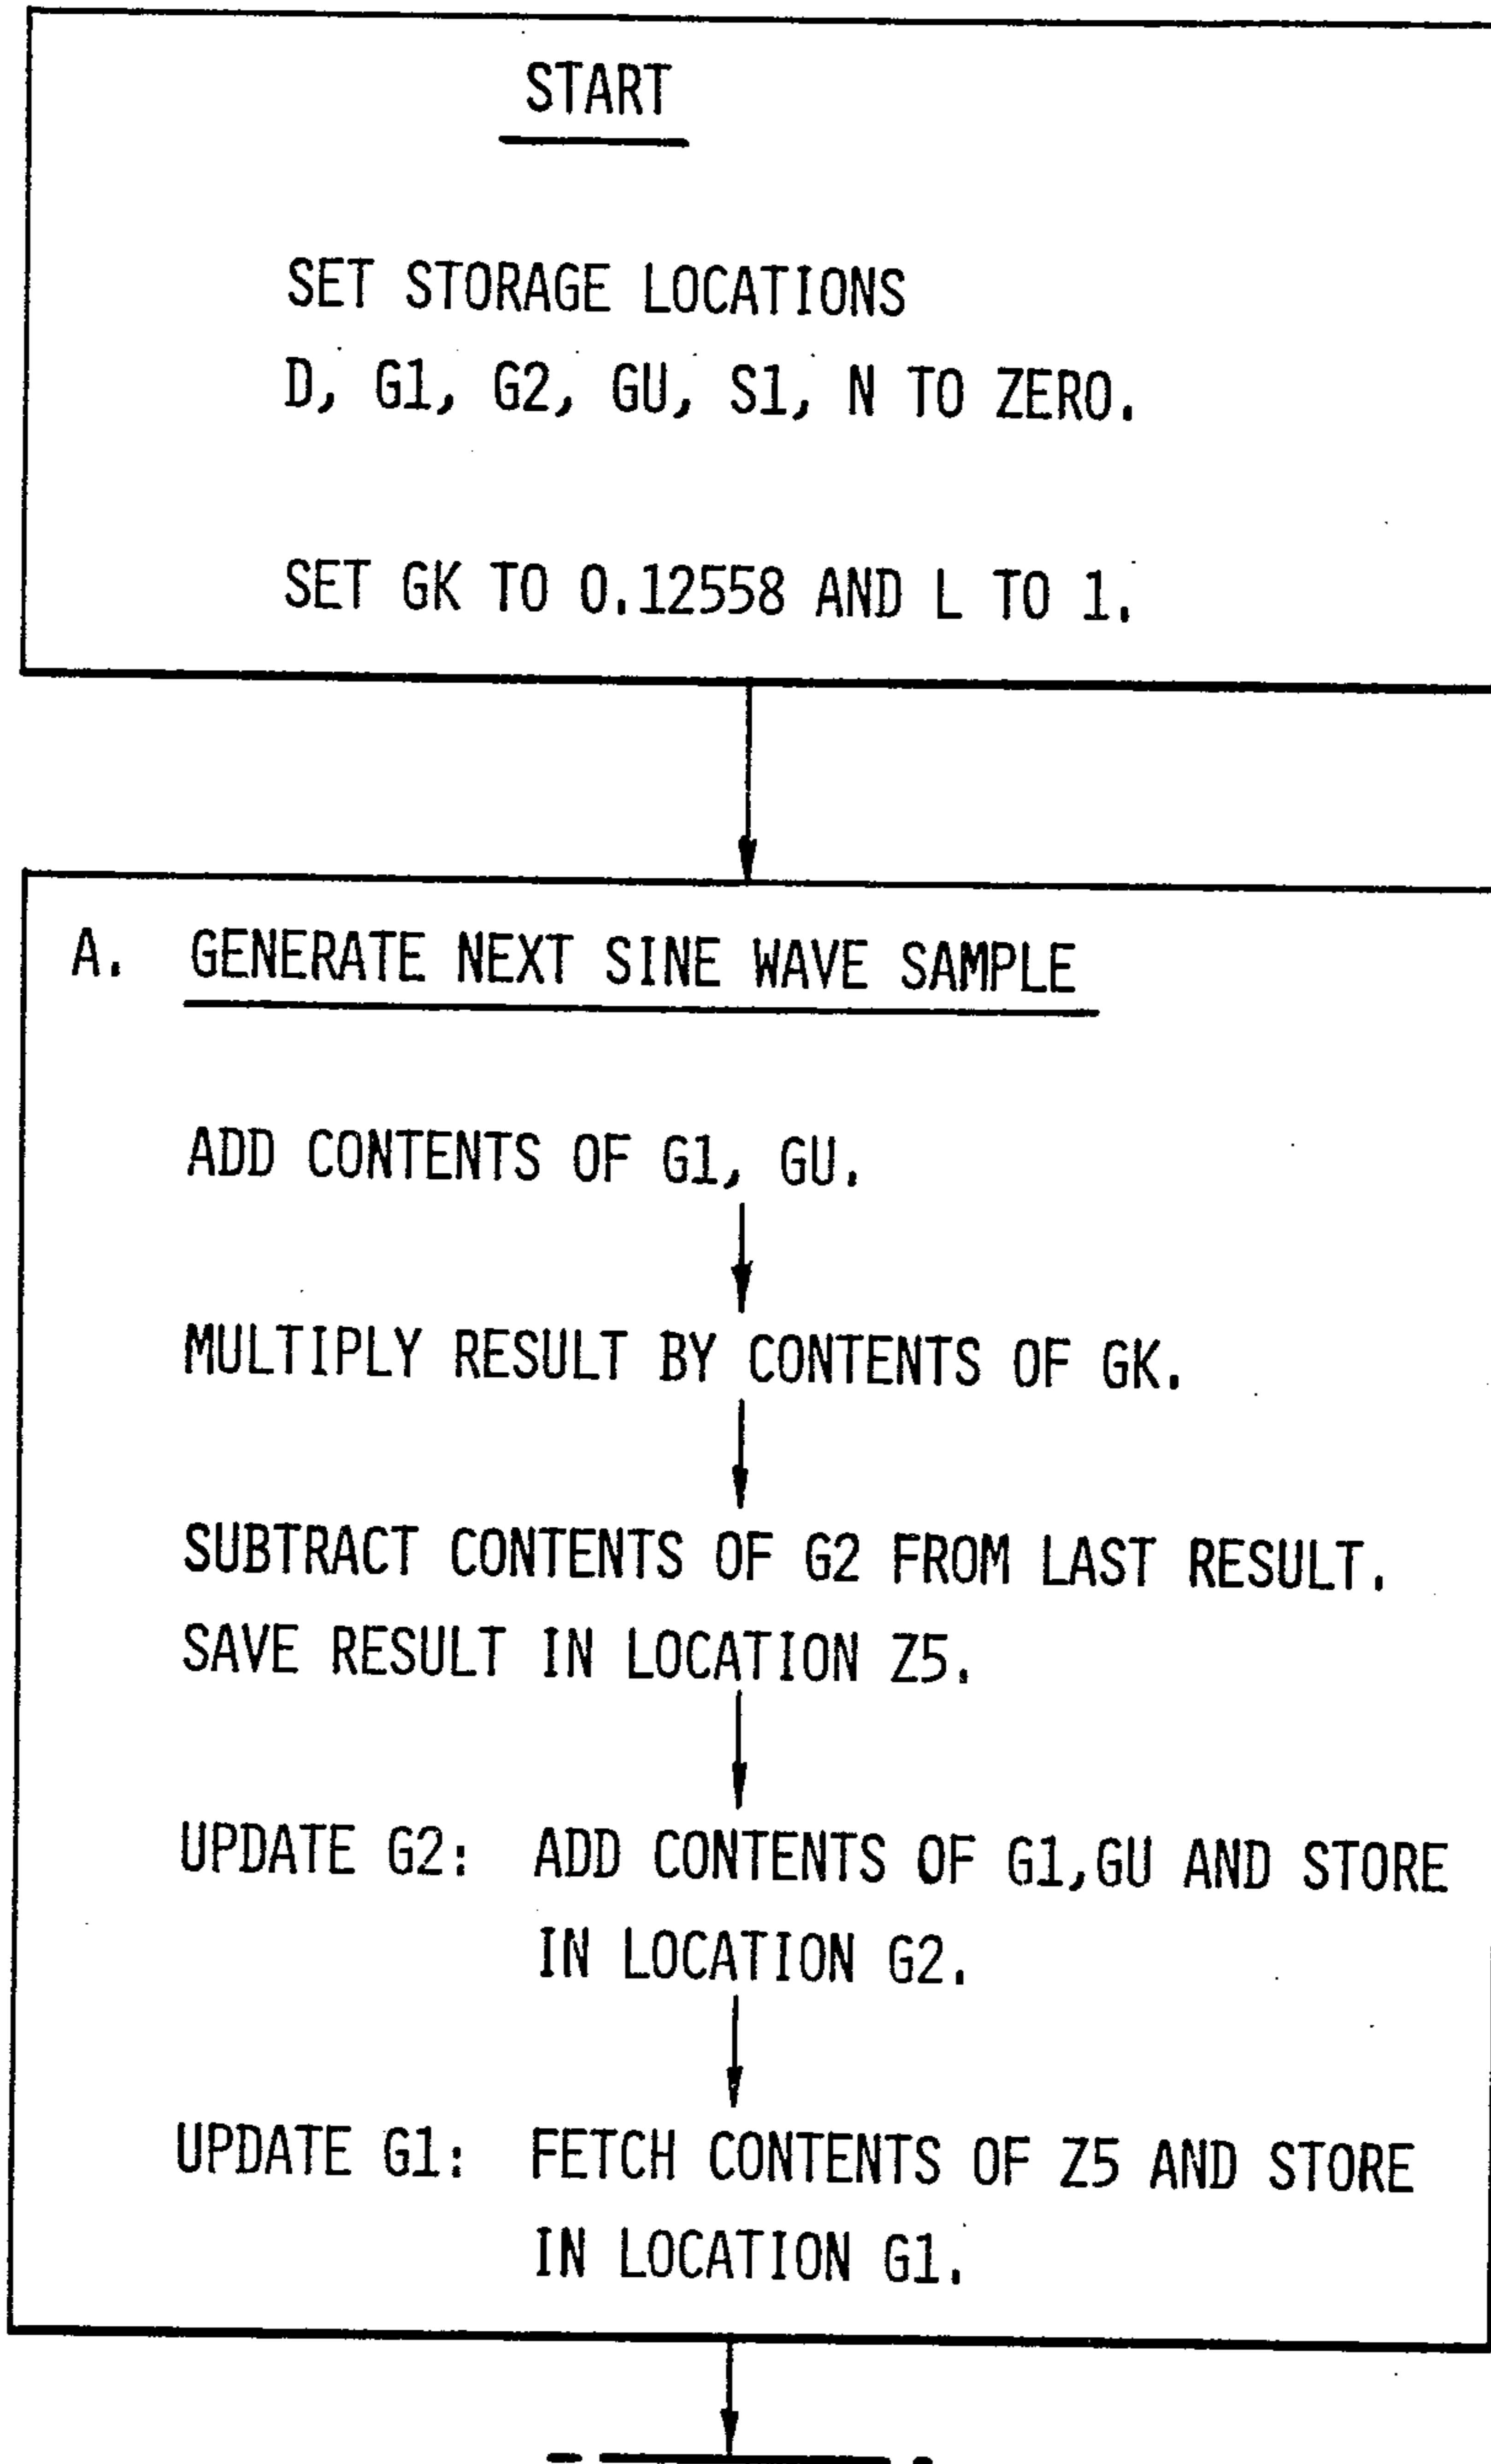 START
SET STORAGE LOCATIONS
D, G1, G2, GU, S1, N TO ZERO.
SET GK TO 0.12558 AND L TO 1.
A. GENERATE NEXT SINE WAVE SAMPLE
ADD CONTENTS OF G1, GU.
MULTIPLY RESULT BY CONTENTS OF GK.
SUBTRACT CONTENTS OF G2 FROM LAST RESULT.
SAVE RESULT IN LOCATION Z5.
UPDATE G2: ADD CONTENTS OF G1,GU AND STORE
IN LOCATION G2.
UPDATE G1: FETCH CONTENTS OF Z5 AND STORE
IN LOCATION G1.